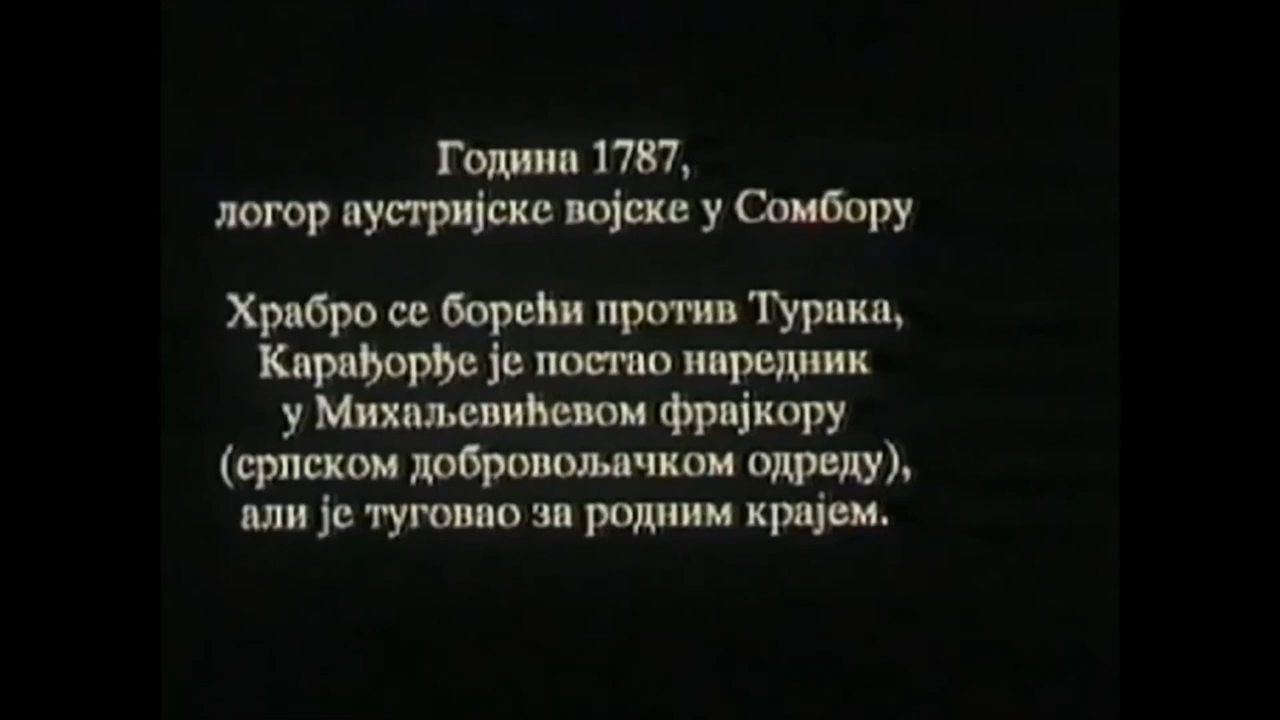 Година 1787,
логор аустријске војске у Сомбору
Храбро се борећи против Турака,
Карађорђе је постао наредник
у Михаљевићевом фрајкору
(српском добровољачком одреду),
али је туговао за родним крајем.